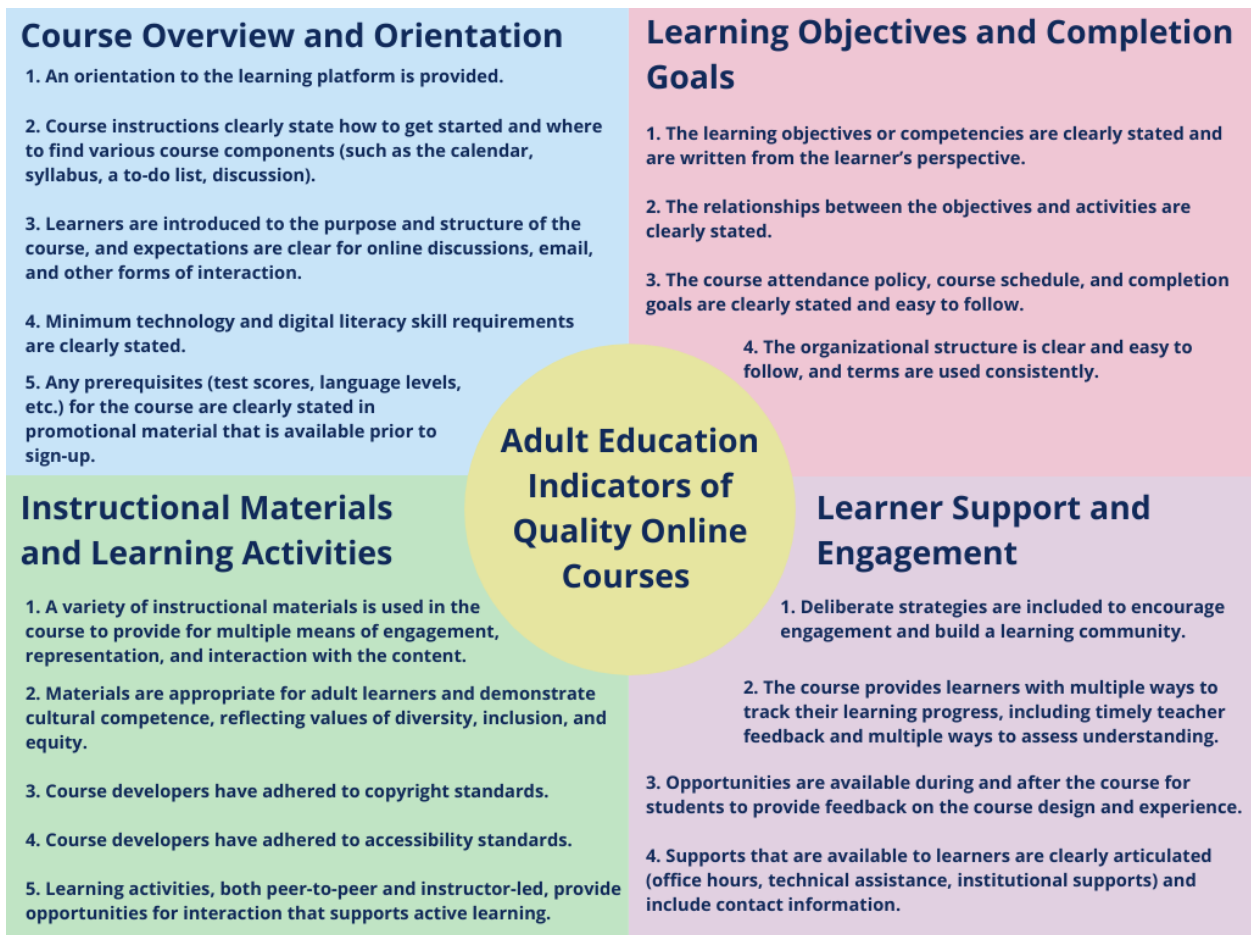 Course Overview and Orientation
1. An orientation to the learning platform is provided.
2. Course instructions clearly state how to get started and where
to find various course components (such as the calendar,
syllabus, a to-do list, discussion).
3. Learners are introduced to the purpose and structure of the
course, and expectations are clear for online discussions, email,
and other forms of interaction.
4. Minimum technology and digital literacy skill requirements
are clearly stated.
5. Any prerequisites (test scores, language levels,
etc.) for the course are clearly stated in
promotional material that is available prior to
sign-up.
Learning Objectives and Completion
Goals
1. The learning objectives or competencies are clearly stated and
are written from the learner’s perspective.
2. The relationships between the objectives and activities are
clearly stated.
3. The course attendance policy, course schedule, and completion
goals are clearly stated and easy to follow.
4. The organizational structure is clear and easy to
follow, and terms are used consistently.
Adult Education
Indicators of
Quality Online
Courses
Instructional Materials
and Learning Activities
1. A variety of instructional materials is used in the
course to provide for multiple means of engagement,
representation, and interaction with the content.
2. Materials are appropriate for adult learners and demonstrate
cultural competence, reflecting values of diversity, inclusion, and
equity.
3. Course developers have adhered to copyright standards.
4. Course developers have adhered to accessibility standards.
5. Learning activities, both peer-to-peer and instructor-led, provide
opportunities for interaction that supports active learning.
Learner Support and
Engagement
1. Deliberate strategies are included to encourage
engagement and build a learning community.
2. The course provides learners with multiple ways to
track their learning progress, including timely teacher
feedback and multiple ways to assess understanding.
3. Opportunities are available during and after the course for
students to provide feedback on the course design and experience.
4. Supports that are available to learners are clearly articulated
(office hours, technical assistance, institutional supports) and
include contact information.